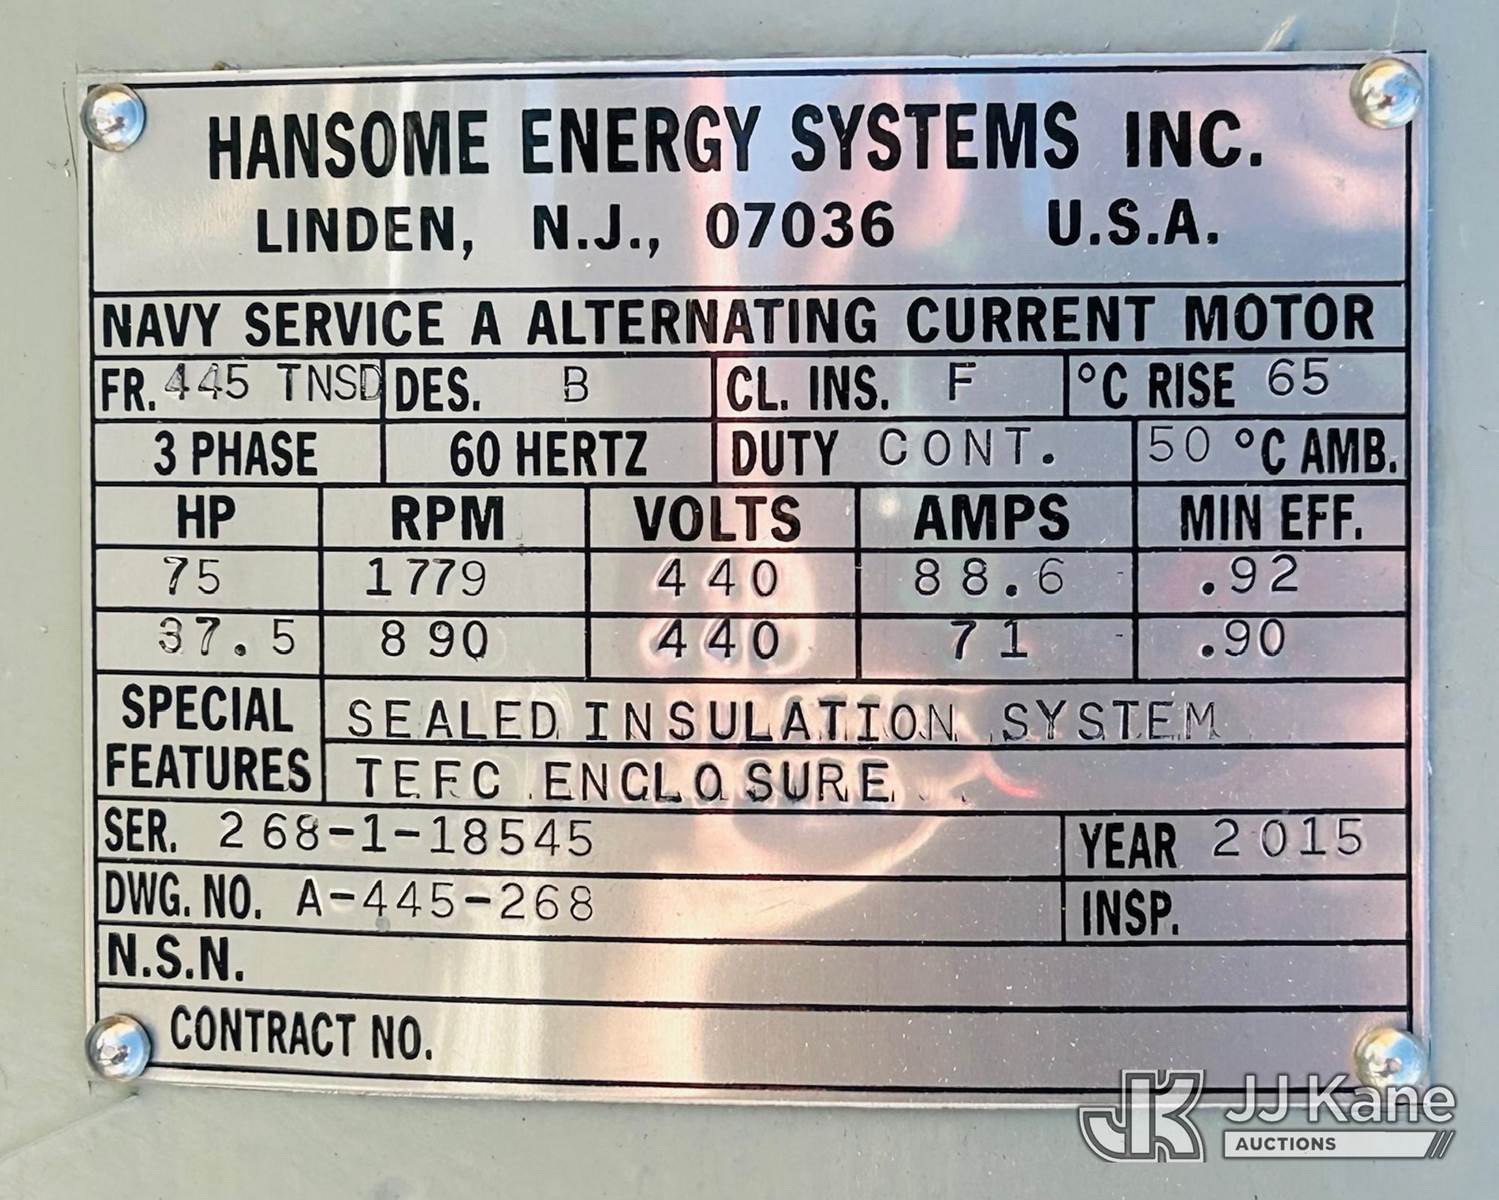 HANSOME ENERGY SYSTEMS INC.
LINDEN, N.J., 07036 U.S.A.
NAVY SERVICE A ALTERNATING CURRENT MOTOR
FR. 445 TNSD DES. B CL. INS. F °C RISE 65
3 PHASE 60 HERTZ DUTY CONT. 50 °C AMB.
HP RPM VOLTS AMPS MIN EFF.
75 1779 440 88.6 .92
37.5 890 440 71 .90
SPECIAL FEATURES
SEALED INSULATION SYSTEM
TEFC ENCLOSURE
SER. 268-1-18545 YEAR 2015
DWG. NO. A-445-268 INSP.
N.S.N.
CONTRACT NO.
JK JJ Kane
AUCTIONS